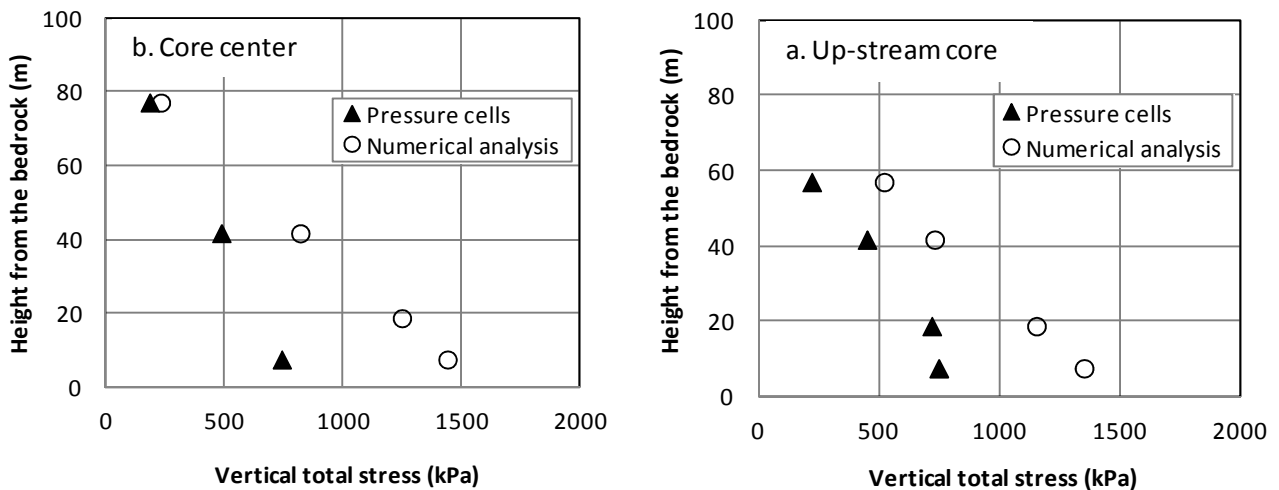 b. Core center
Pressure cells
Numerical analysis
Height from the bedrock (m)
100
80
60
40
20
0
0 500 1000 1500 2000
Vertical total stress (kPa)
a. Up-stream core
Pressure cells
Numerical analysis
Height from the bedrock (m)
100
80
60
40
20
0
0 500 1000 1500 2000
Vertical total stress (kPa)